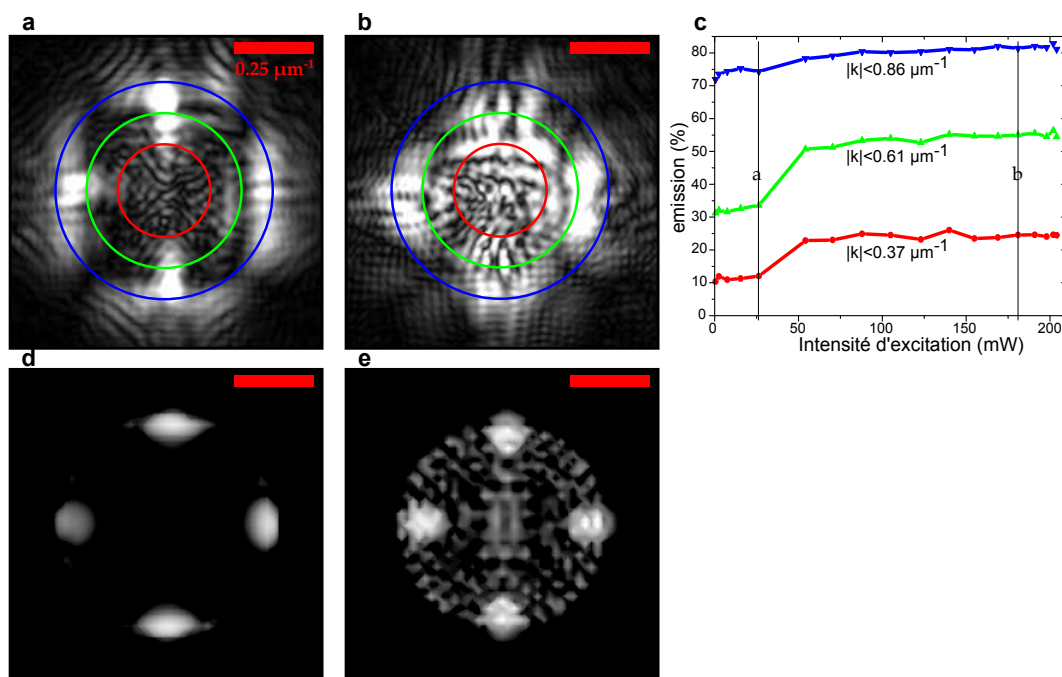 a
b
c
0.25 µm⁻¹
80
70
60
50
40
30
20
10
0
emission (%)
|k|<0.86 µm⁻¹
|k|<0.61 µm⁻¹
|k|<0.37 µm⁻¹
a
b
0
50
100
150
200
Intensité d'excitation (mW)
d
e